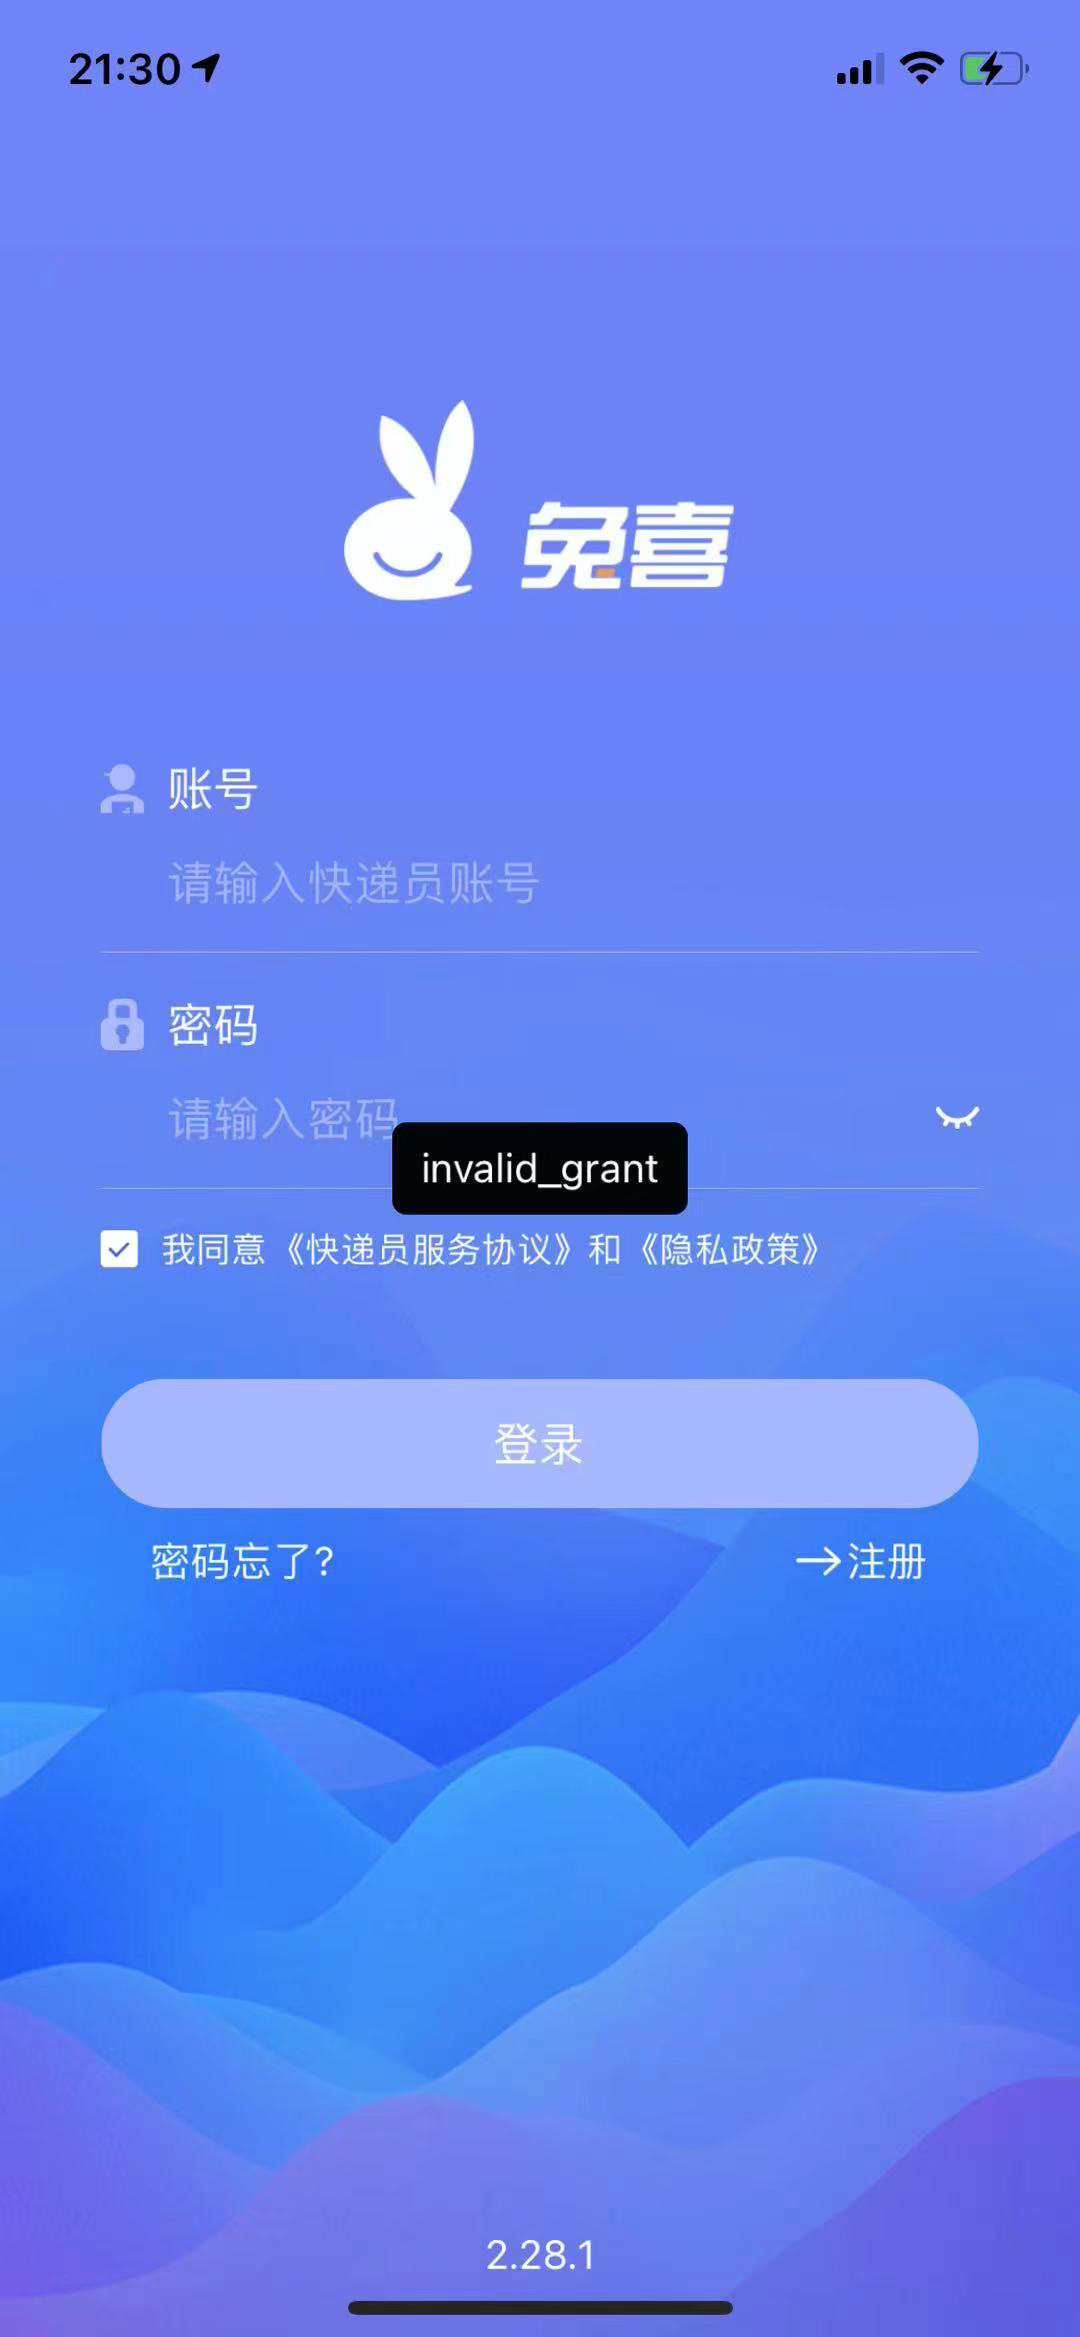 21:30
兔喜
账号
请输入快递员账号
密码
请输入密码
invalid_grant
我同意《快递员服务协议》和《隐私政策》
登录
密码忘了?
→注册
2.28.1